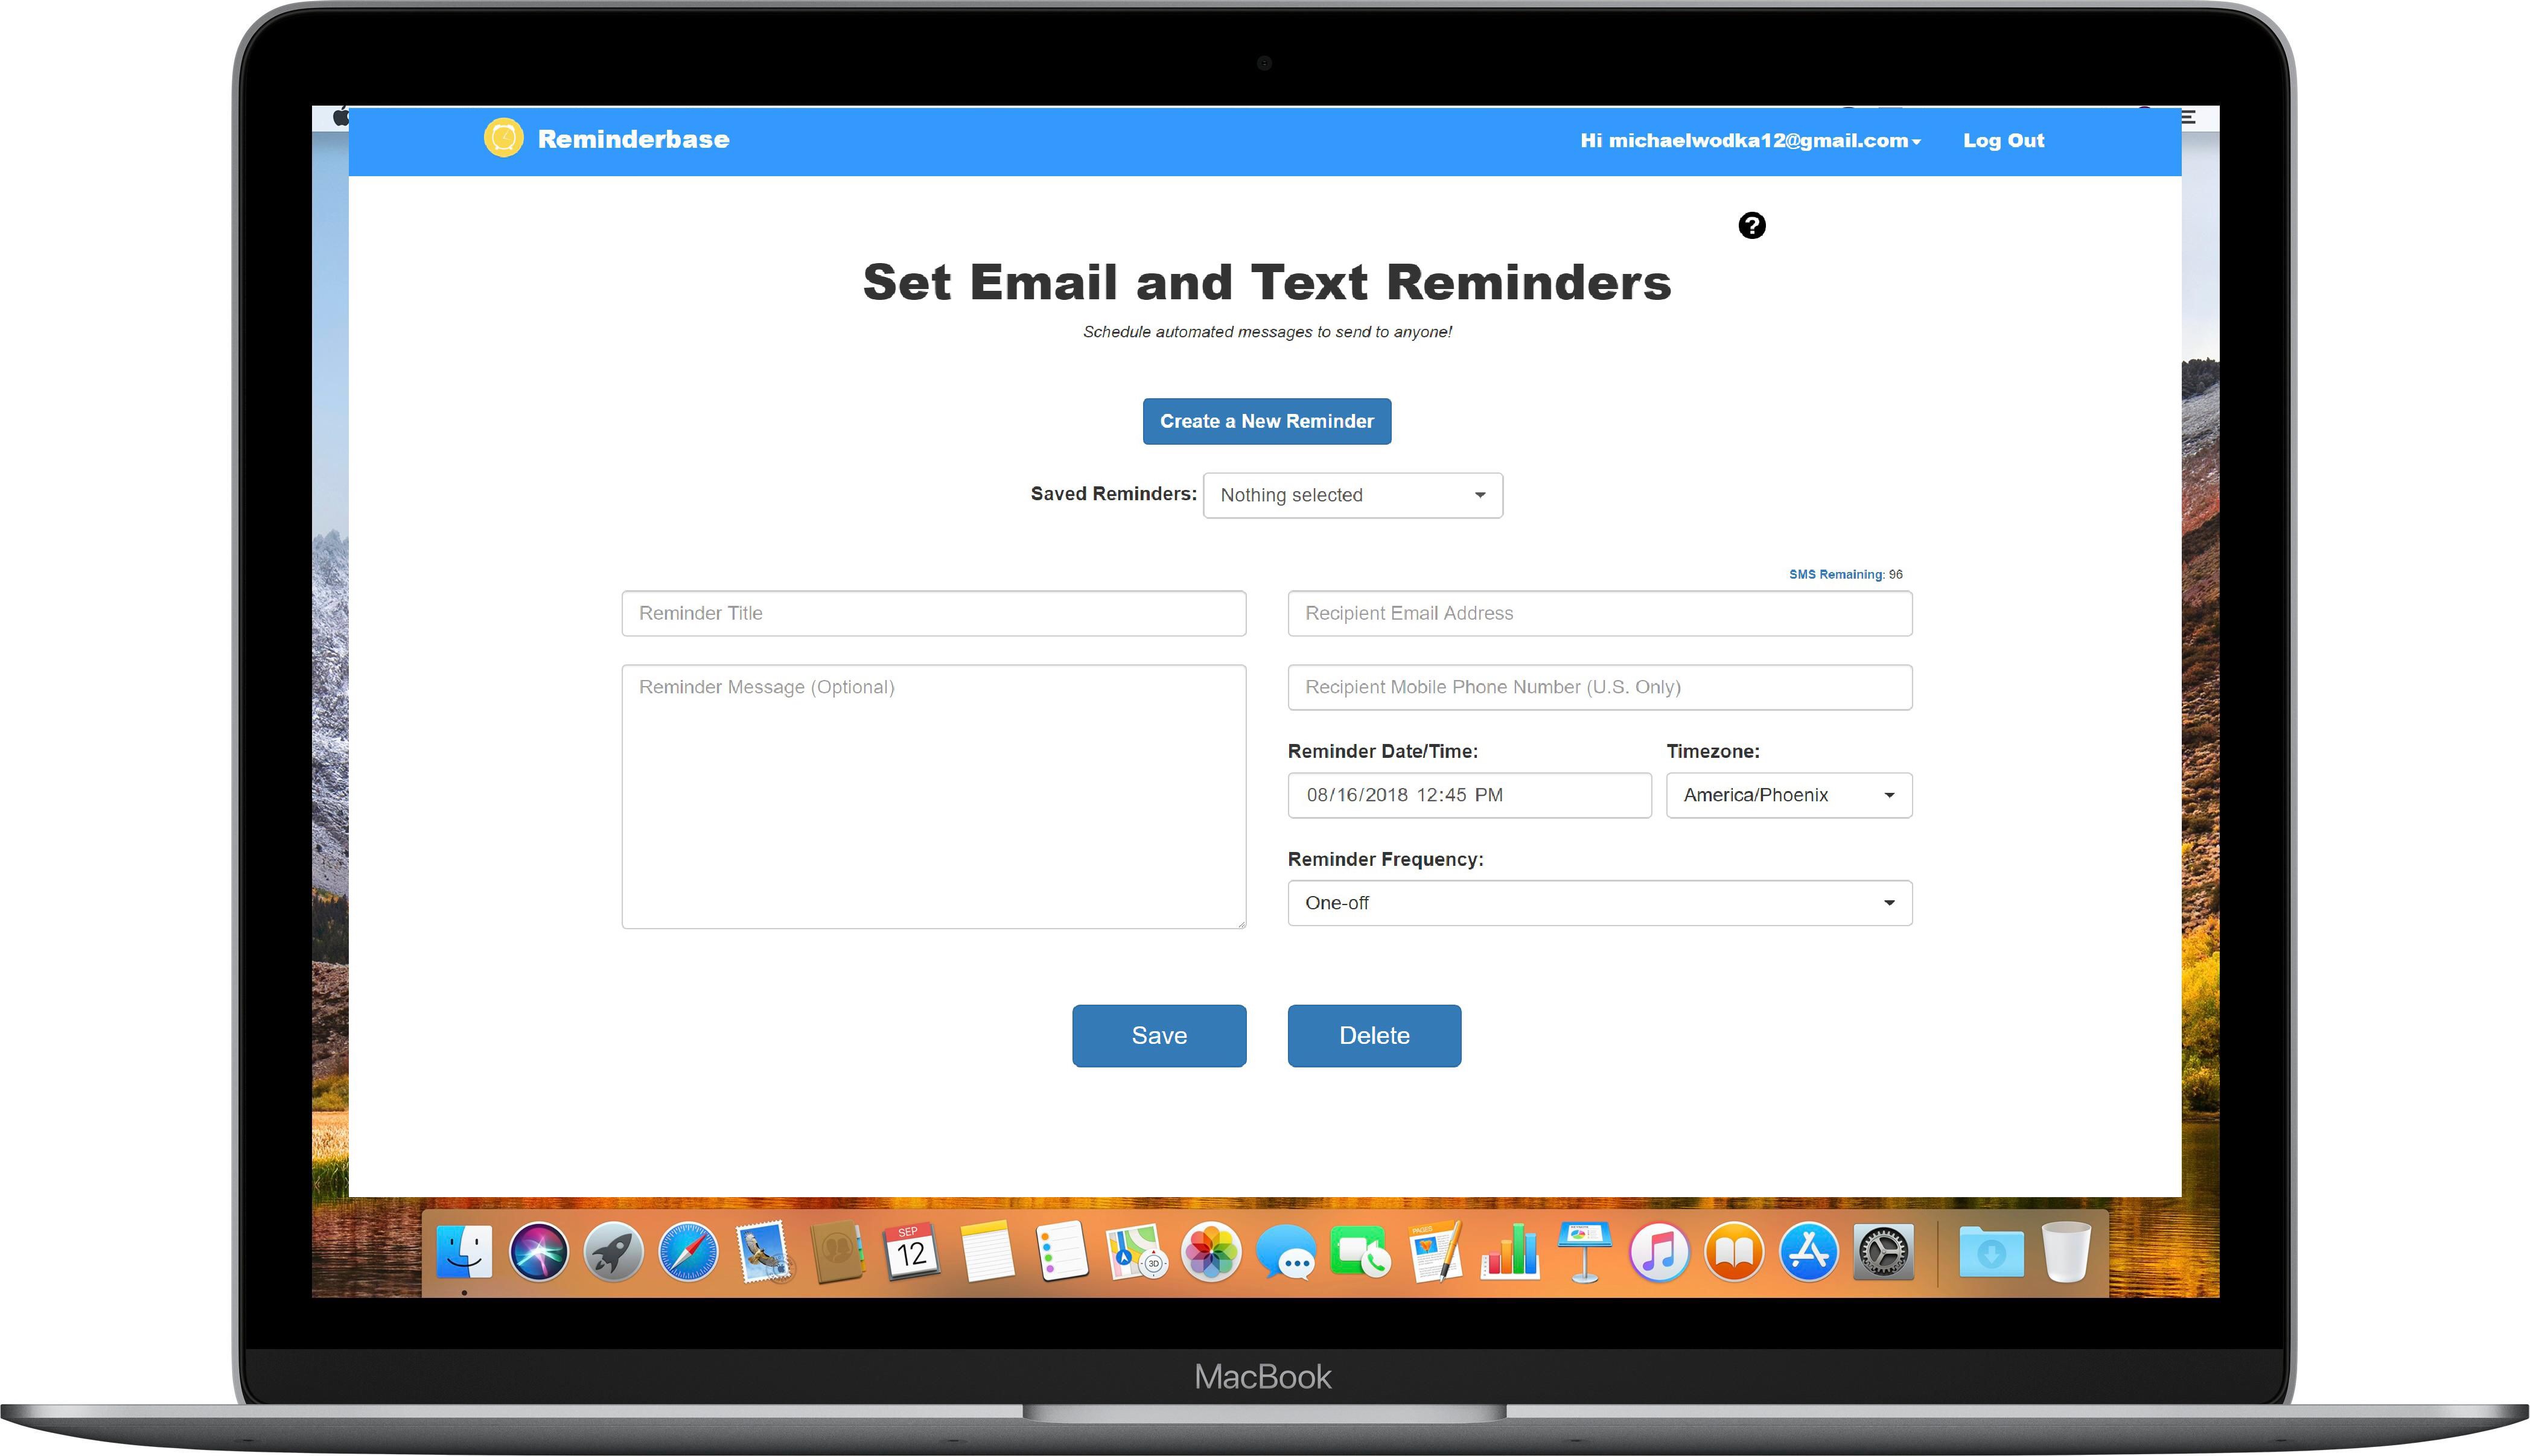 Reminderbase
Hi michaelwodka12@gmail.com
Log Out
?
Set Email and Text Reminders
Schedule automated messages to send to anyone!
Create a New Reminder
Saved Reminders: Nothing selected
SMS Remaining: 96
Reminder Title
Recipient Email Address
Reminder Message (Optional)
Recipient Mobile Phone Number (U.S. Only)
Reminder Date/Time:
Timezone:
08/16/2018 12:45 PM
America/Phoenix
Reminder Frequency:
One-off
Save
Delete
SEP
12
3D
PAGES
MacBook